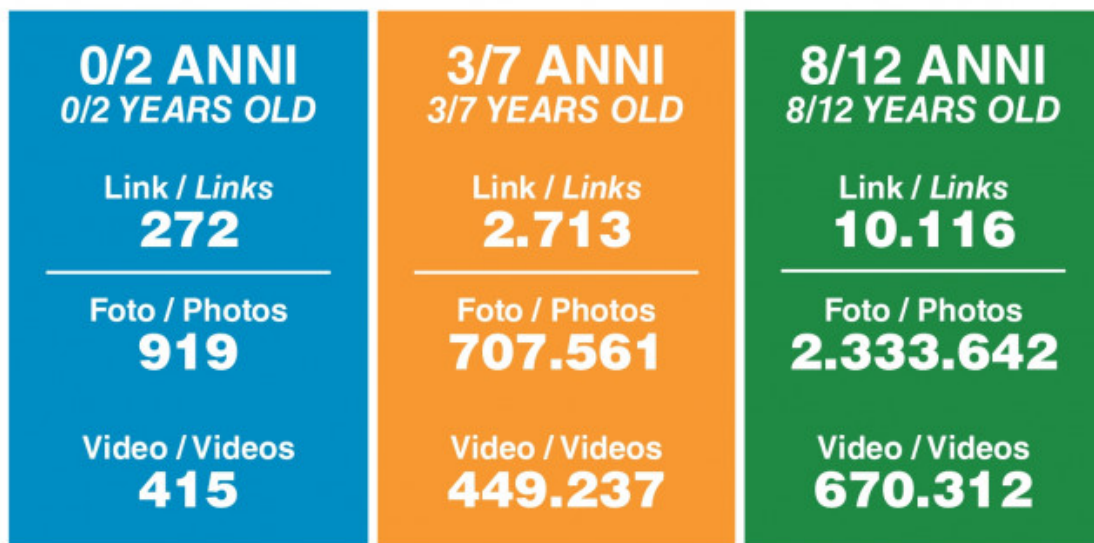 0/2 ANNI
0/2 YEARS OLD
Link / Links
272
Foto / Photos
919
Video / Videos
415
3/7 ANNI
3/7 YEARS OLD
Link / Links
2.713
Foto / Photos
707.561
Video / Videos
449.237
8/12 ANNI
8/12 YEARS OLD
Link / Links
10.116
Foto / Photos
2.333.642
Video / Videos
670.312